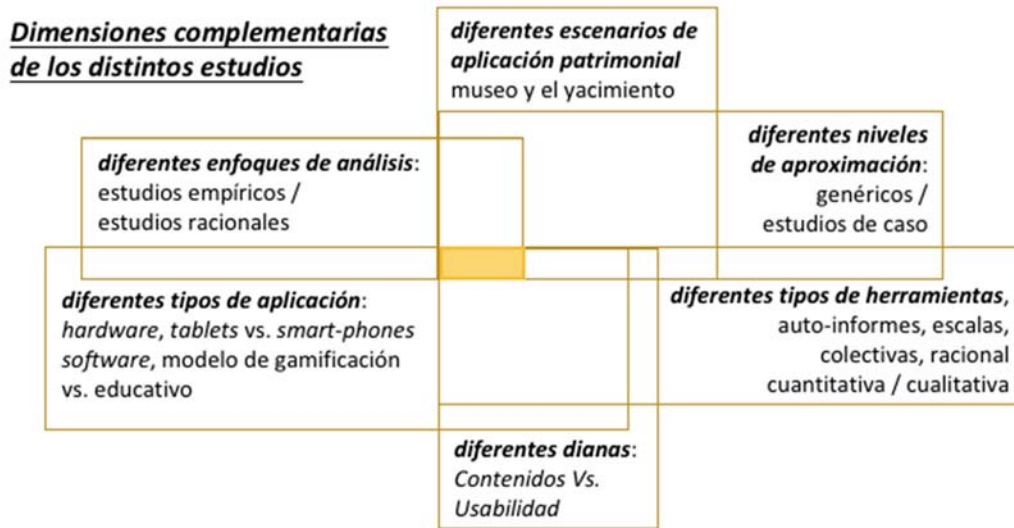 Dimensiones complementarias
de los distintos estudios
diferentes escenarios de
aplicación patrimonial
museo y el yacimiento
diferentes enfoques de análisis:
estudios empíricos /
estudios racionales
diferentes niveles
de aproximación:
genéricos /
estudios de caso
diferentes tipos de aplicación:
hardware, tablets vs. smart-phones
software, modelo de gamificación
vs. educativo
diferentes tipos de herramientas,
auto-informes, escalas,
colectivas, racional
cuantitativa / cualitativa
diferentes dianas:
Contenidos Vs.
Usabilidad